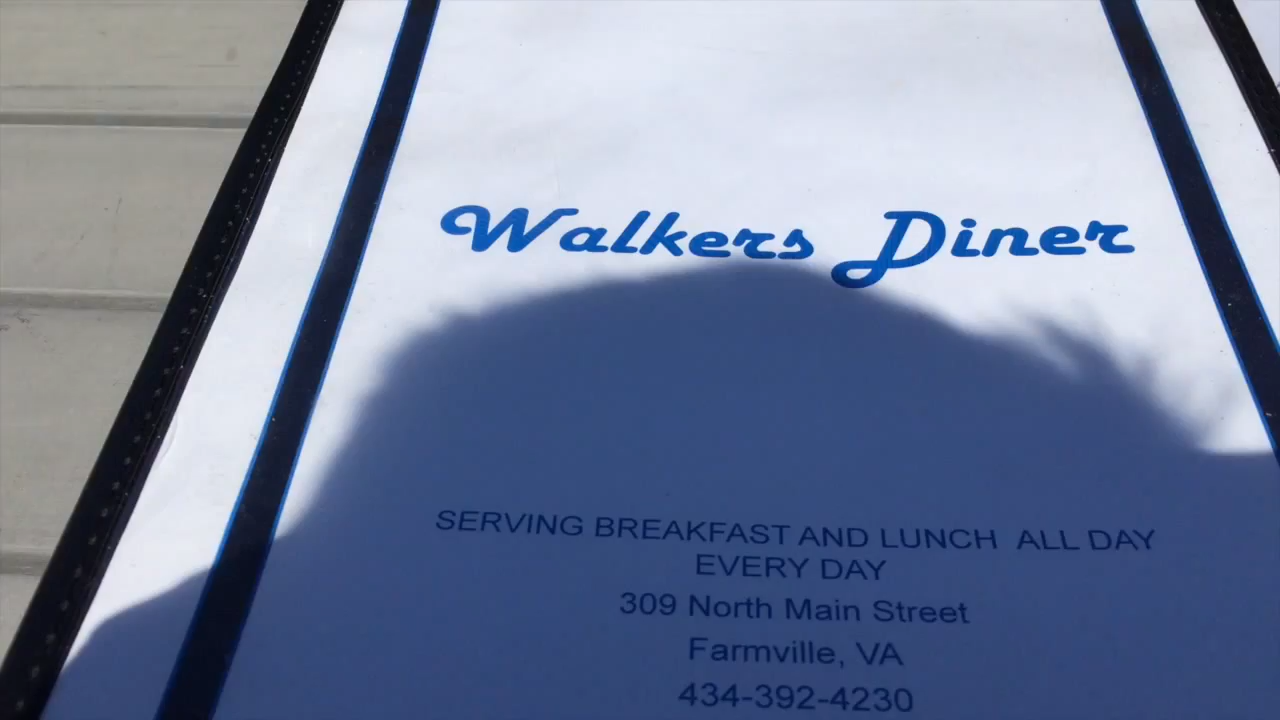 Walkers Diner
SERVING BREAKFAST AND LUNCH ALL DAY
EVERY DAY
309 North Main Street
Farmville, VA
434-392-4230